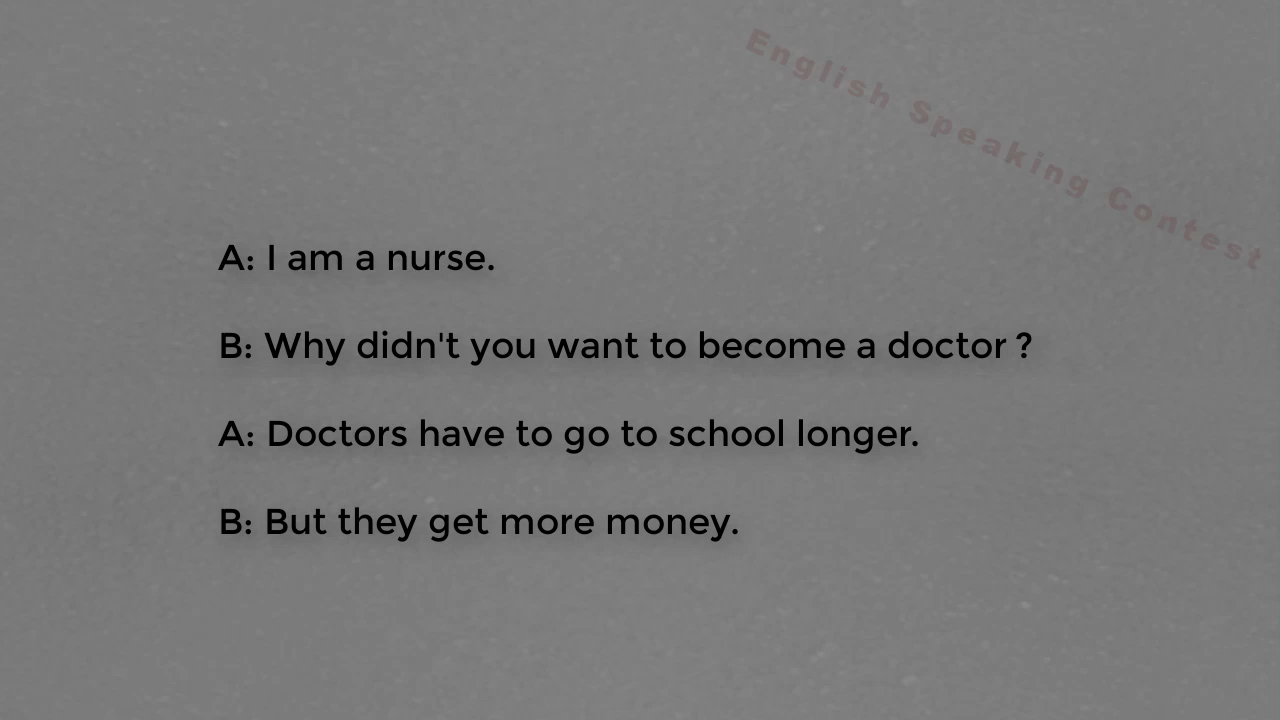 English Speaking Contest
A: I am a nurse.
B: Why didn't you want to become a doctor ?
A: Doctors have to go to school longer.
B: But they get more money.